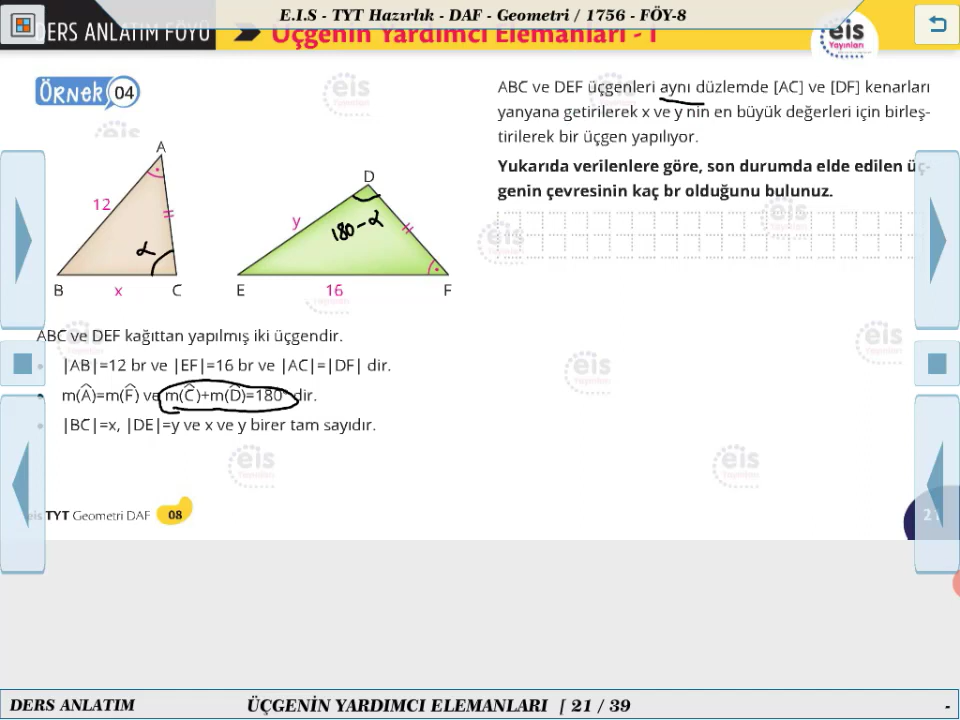 E.I.S - TYT Hazırlık - DAF - Geometri / 1756 - FÖY-8
DERS ANLATIM FÖYÜ
Üçgenin Yardımcı Elemanları - I
eis
Yayınları
ÖRNEK 04
A
12
α
B
x
C
D
y
180-α
E
16
F
ABC ve DEF kağıttan yapılmış iki üçgendir.
• |AB|=12 br ve |EF|=16 br ve |AC|=|DF| dir.
• m(Â)=m(F̂) ve m(Ĉ)+m(D̂)=180° dir.
• |BC|=x, |DE|=y ve x ve y birer tam sayıdır.
ABC ve DEF üçgenleri aynı düzlemde [AC] ve [DF] kenarları
yanyana getirilerek x ve y nin en büyük değerleri için birleş-
tirilerek bir üçgen yapılıyor.
Yukarıda verilenlere göre, son durumda elde edilen üç-
genin çevresinin kaç br olduğunu bulunuz.
eis TYT Geometri DAF 08
21
DERS ANLATIM
ÜÇGENİN YARDIMCI ELEMANLARI [ 21 / 39
-